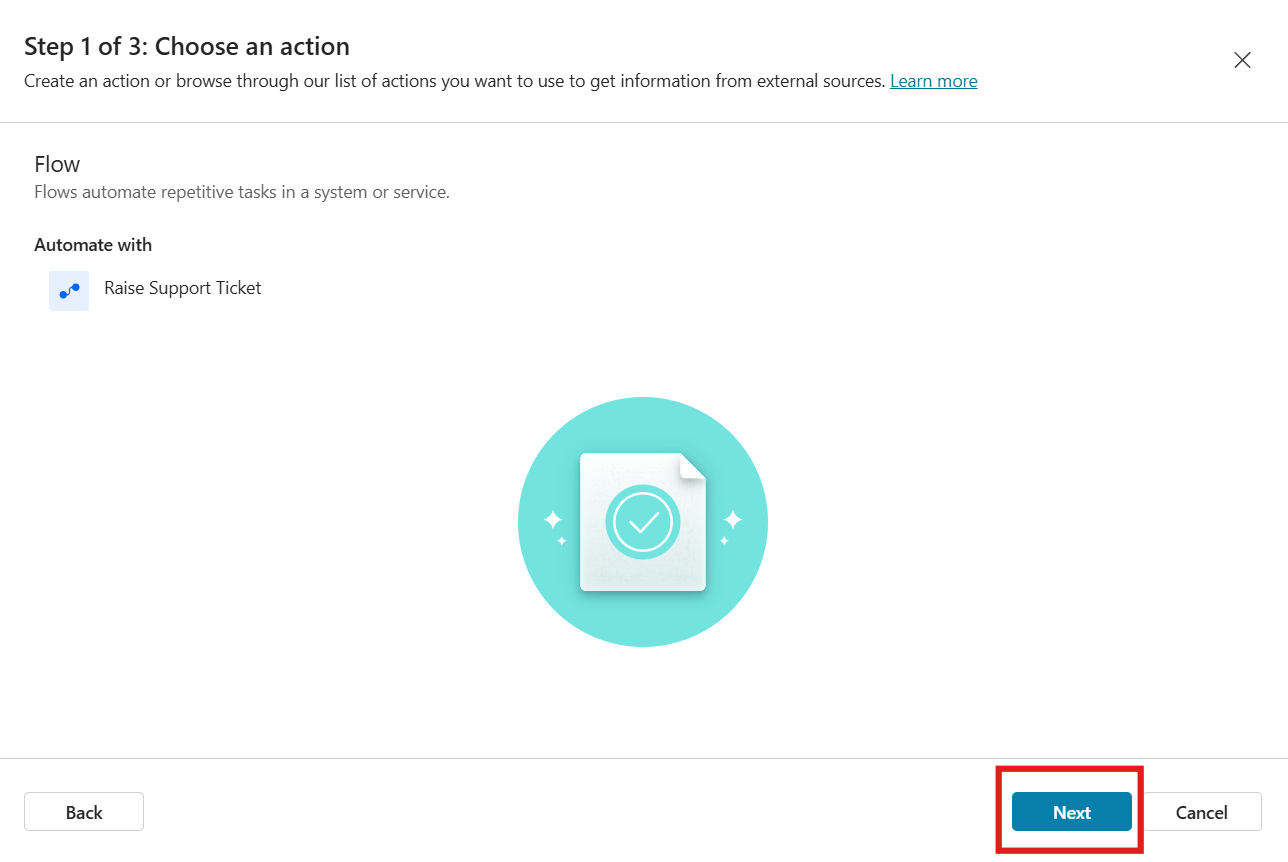 Step 1 of 3: Choose an action
Create an action or browse through our list of actions you want to use to get information from external sources. Learn more
Flow
Flows automate repetitive tasks in a system or service.
Automate with
Raise Support Ticket
Back
Next
Cancel